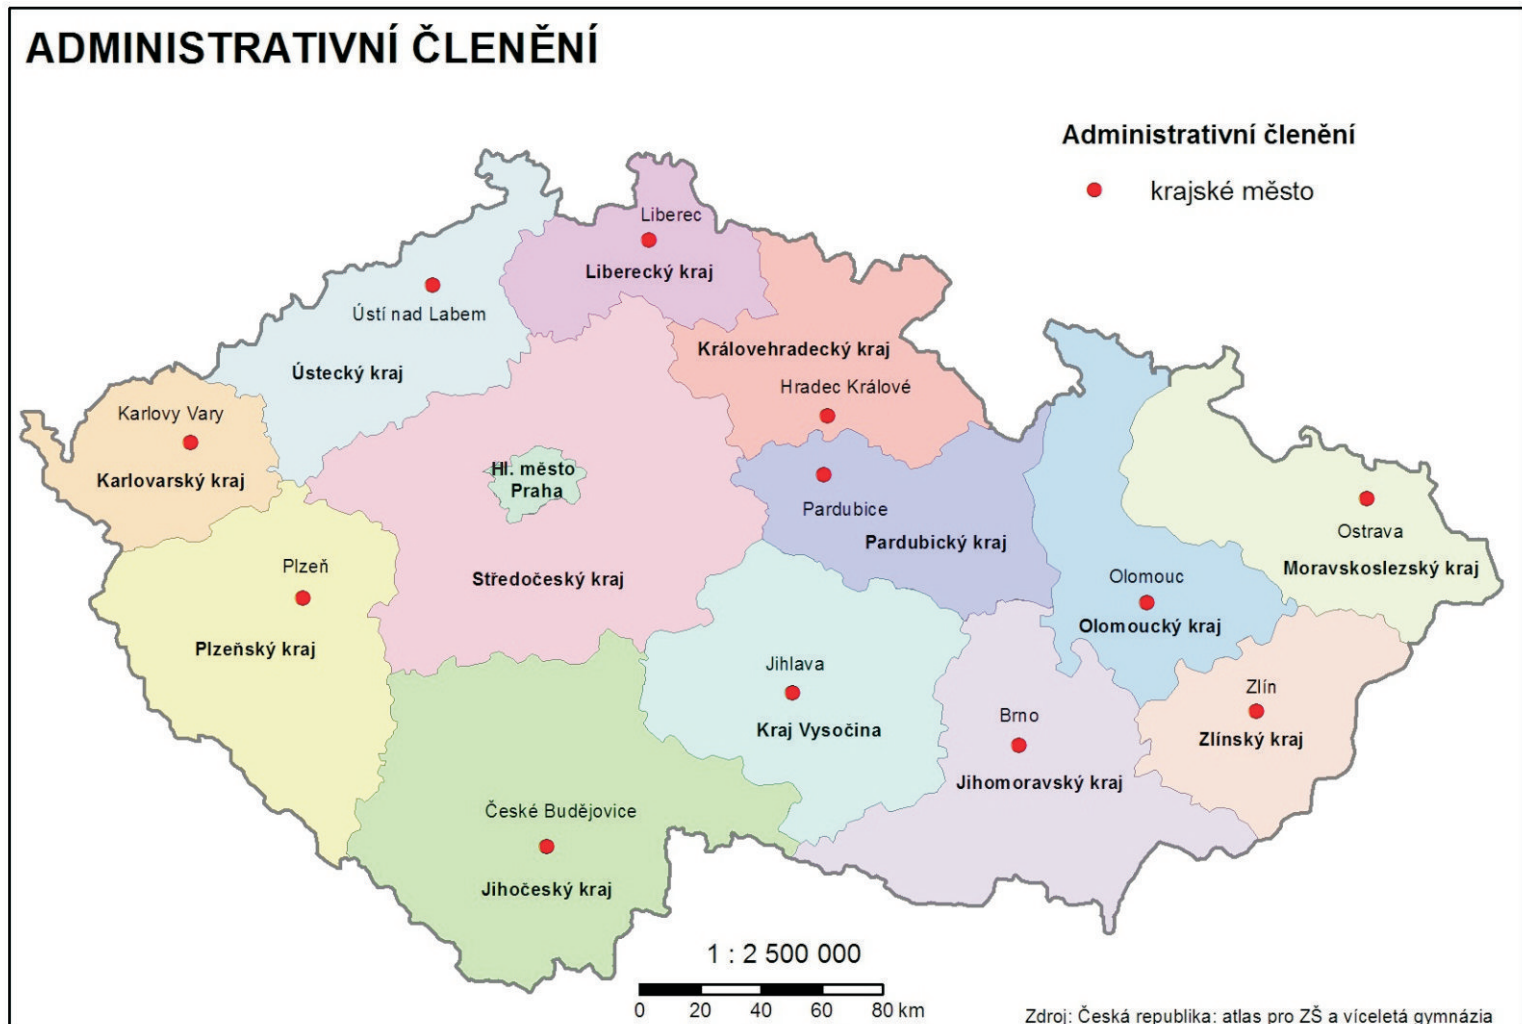 ADMINISTRATIVNÍ ČLENĚNÍ
Administrativní členění
krajské město
Liberec
Liberecký kraj
Ústí nad Labem
Ústecký kraj
Královehradecký kraj
Hradec Králové
Karlovy Vary
Karlovarský kraj
Hl. město
Praha
Pardubice
Pardubický kraj
Ostrava
Moravskoslezský kraj
Plzeň
Plzeňský kraj
Středočeský kraj
Olomouc
Olomoucký kraj
Jihlava
Kraj Vysočina
Zlín
Zlínský kraj
Brno
Jihomoravský kraj
České Budějovice
Jihočeský kraj
1 : 2 500 000
0 20 40 60 80 km
Zdroj: Česká republika: atlas pro ZŠ a víceletá gymnázia